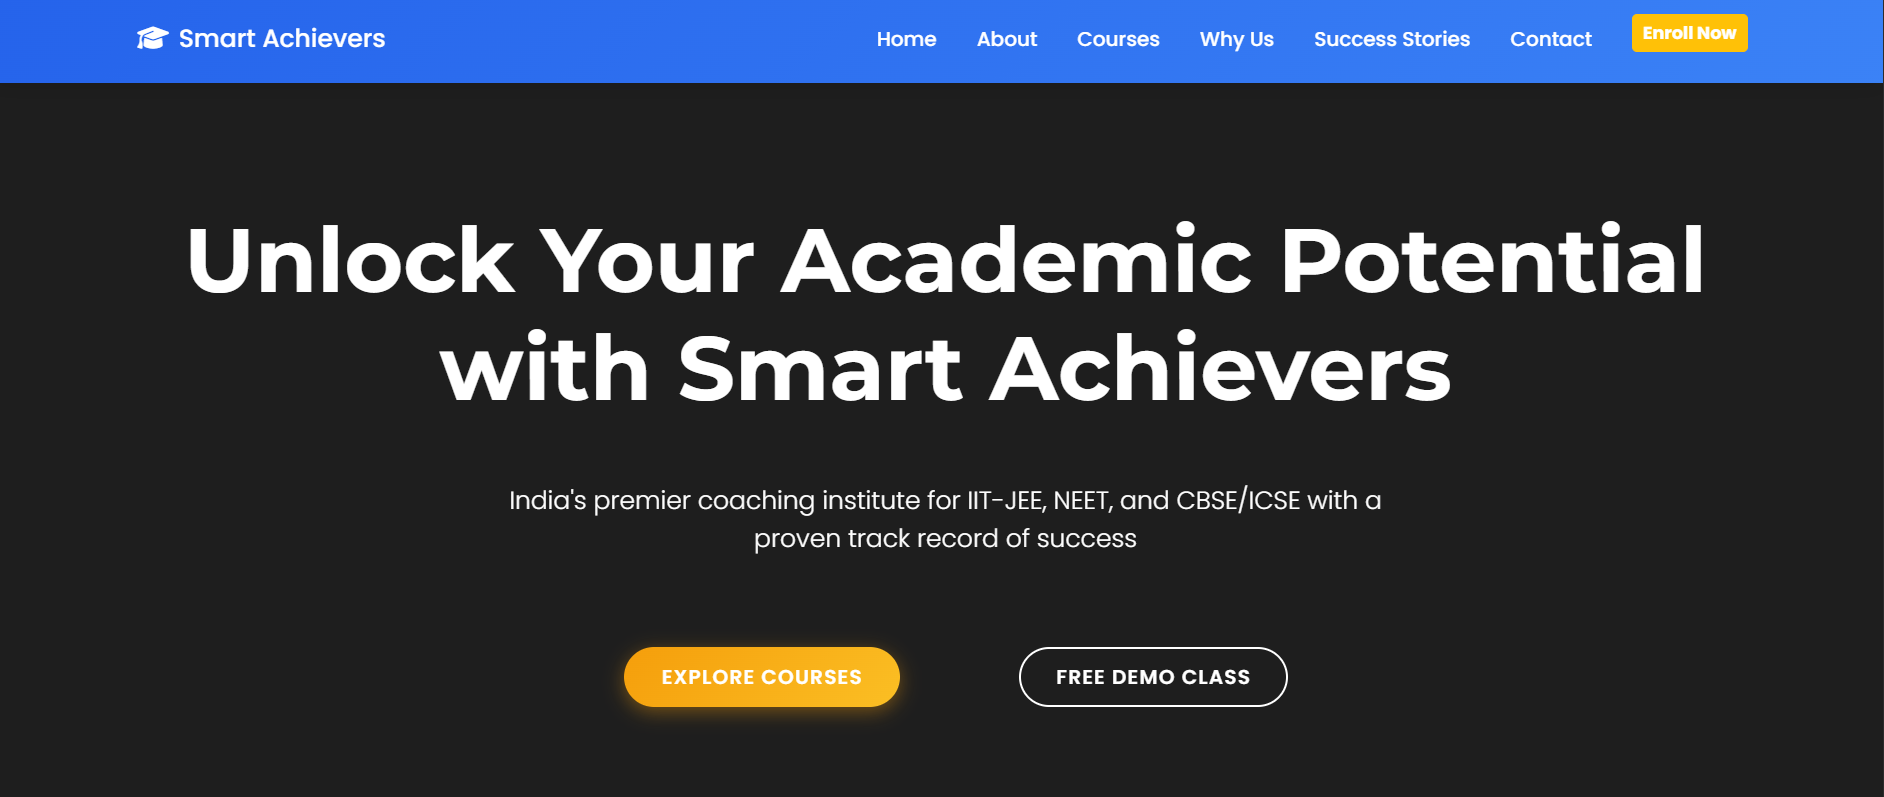 Smart Achievers
Home About Courses Why Us Success Stories Contact Enroll Now
Unlock Your Academic Potential
with Smart Achievers
India's premier coaching institute for IIT-JEE, NEET, and CBSE/ICSE with a
proven track record of success
EXPLORE COURSES FREE DEMO CLASS